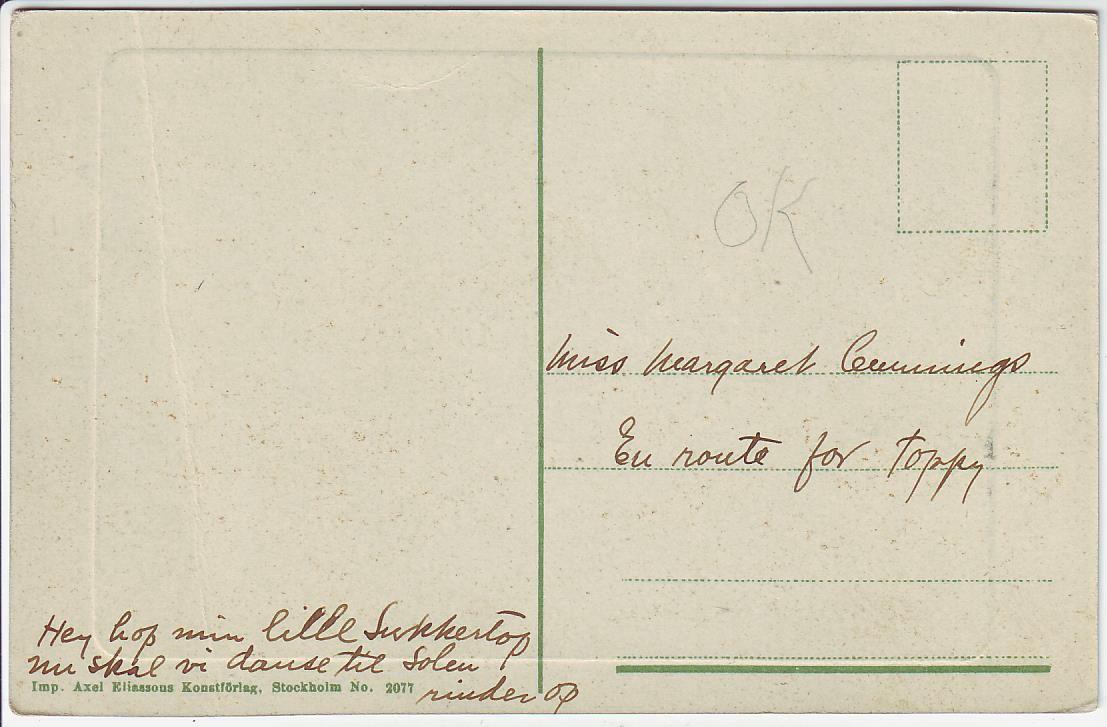 OK
Miss Margaret Cummings
En route for Toppy
Hey hop min lille Sukkertop
nu skal vi danse til Solen
rinder op
Imp. Axel Eliassons Konstförlag, Stockholm No. 2077